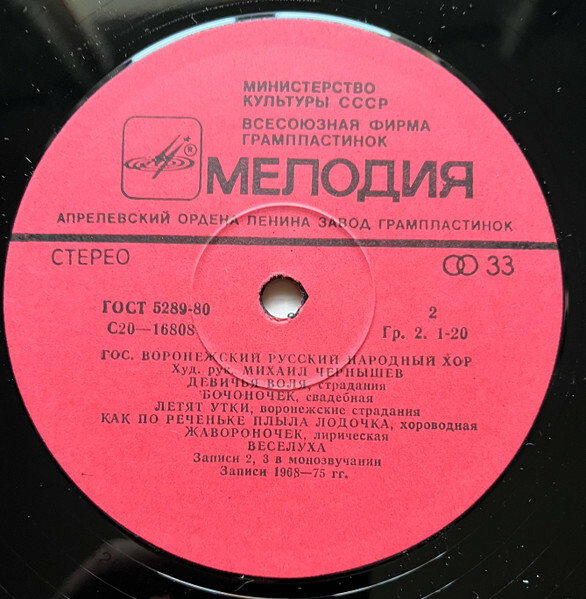 МИНИСТЕРСТВО
КУЛЬТУРЫ СССР
ВСЕСОЮЗНАЯ ФИРМА
ГРАМПЛАСТИНОК
®
МЕЛОДИЯ
АПРЕЛЕВСКИЙ ОРДЕНА ЛЕНИНА ЗАВОД ГРАМПЛАСТИНОК
СТЕРЕО
33
ГОСТ 5289-80
2
С20—16808
Гр. 2. 1-20
ГОС. ВОРОНЕЖСКИЙ РУССКИЙ НАРОДНЫЙ ХОР
Худ. рук. МИХАИЛ ЧЕРНЫШЕВ
ДЕВИЧЬЯ ВОЛЯ, страдания
БОЧОНОЧЕК, свадебная
ЛЕТЯТ УТКИ, воронежские страдания
КАК ПО РЕЧЕНЬКЕ ПЛЫЛА ЛОДОЧКА, хороводная
ЖАВОРОНОЧЕК, лирическая
ВЕСЕЛУХА
Записи 2, 3 в монозвучании
Записи 1968—75 гг.